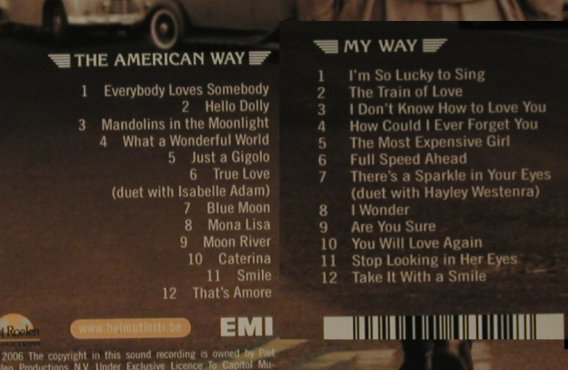 THE AMERICAN WAY
1 Everybody Loves Somebody
2 Hello Dolly
3 Mandolins in the Moonlight
4 What a Wonderful World
5 Just a Gigolo
6 True Love
(duet with Isabelle Adam)
7 Blue Moon
8 Mona Lisa
9 Moon River
10 Caterina
11 Smile
12 That's Amore
MY WAY
1 I'm So Lucky to Sing
2 The Train of Love
3 I Don't Know How to Love You
4 How Could I Ever Forget You
5 The Most Expensive Girl
6 Full Speed Ahead
7 There's a Sparkle in Your Eyes
(duet with Hayley Westenra)
8 I Wonder
9 Are You Sure
10 You Will Love Again
11 Stop Looking in Her Eyes
12 Take It With a Smile
Roelen
www.helmutlotti.be
EMI
2006 The copyright in this sound recording is owned by Piet
Productions N.V. Under Exclusive Licence To Capitol Mu-